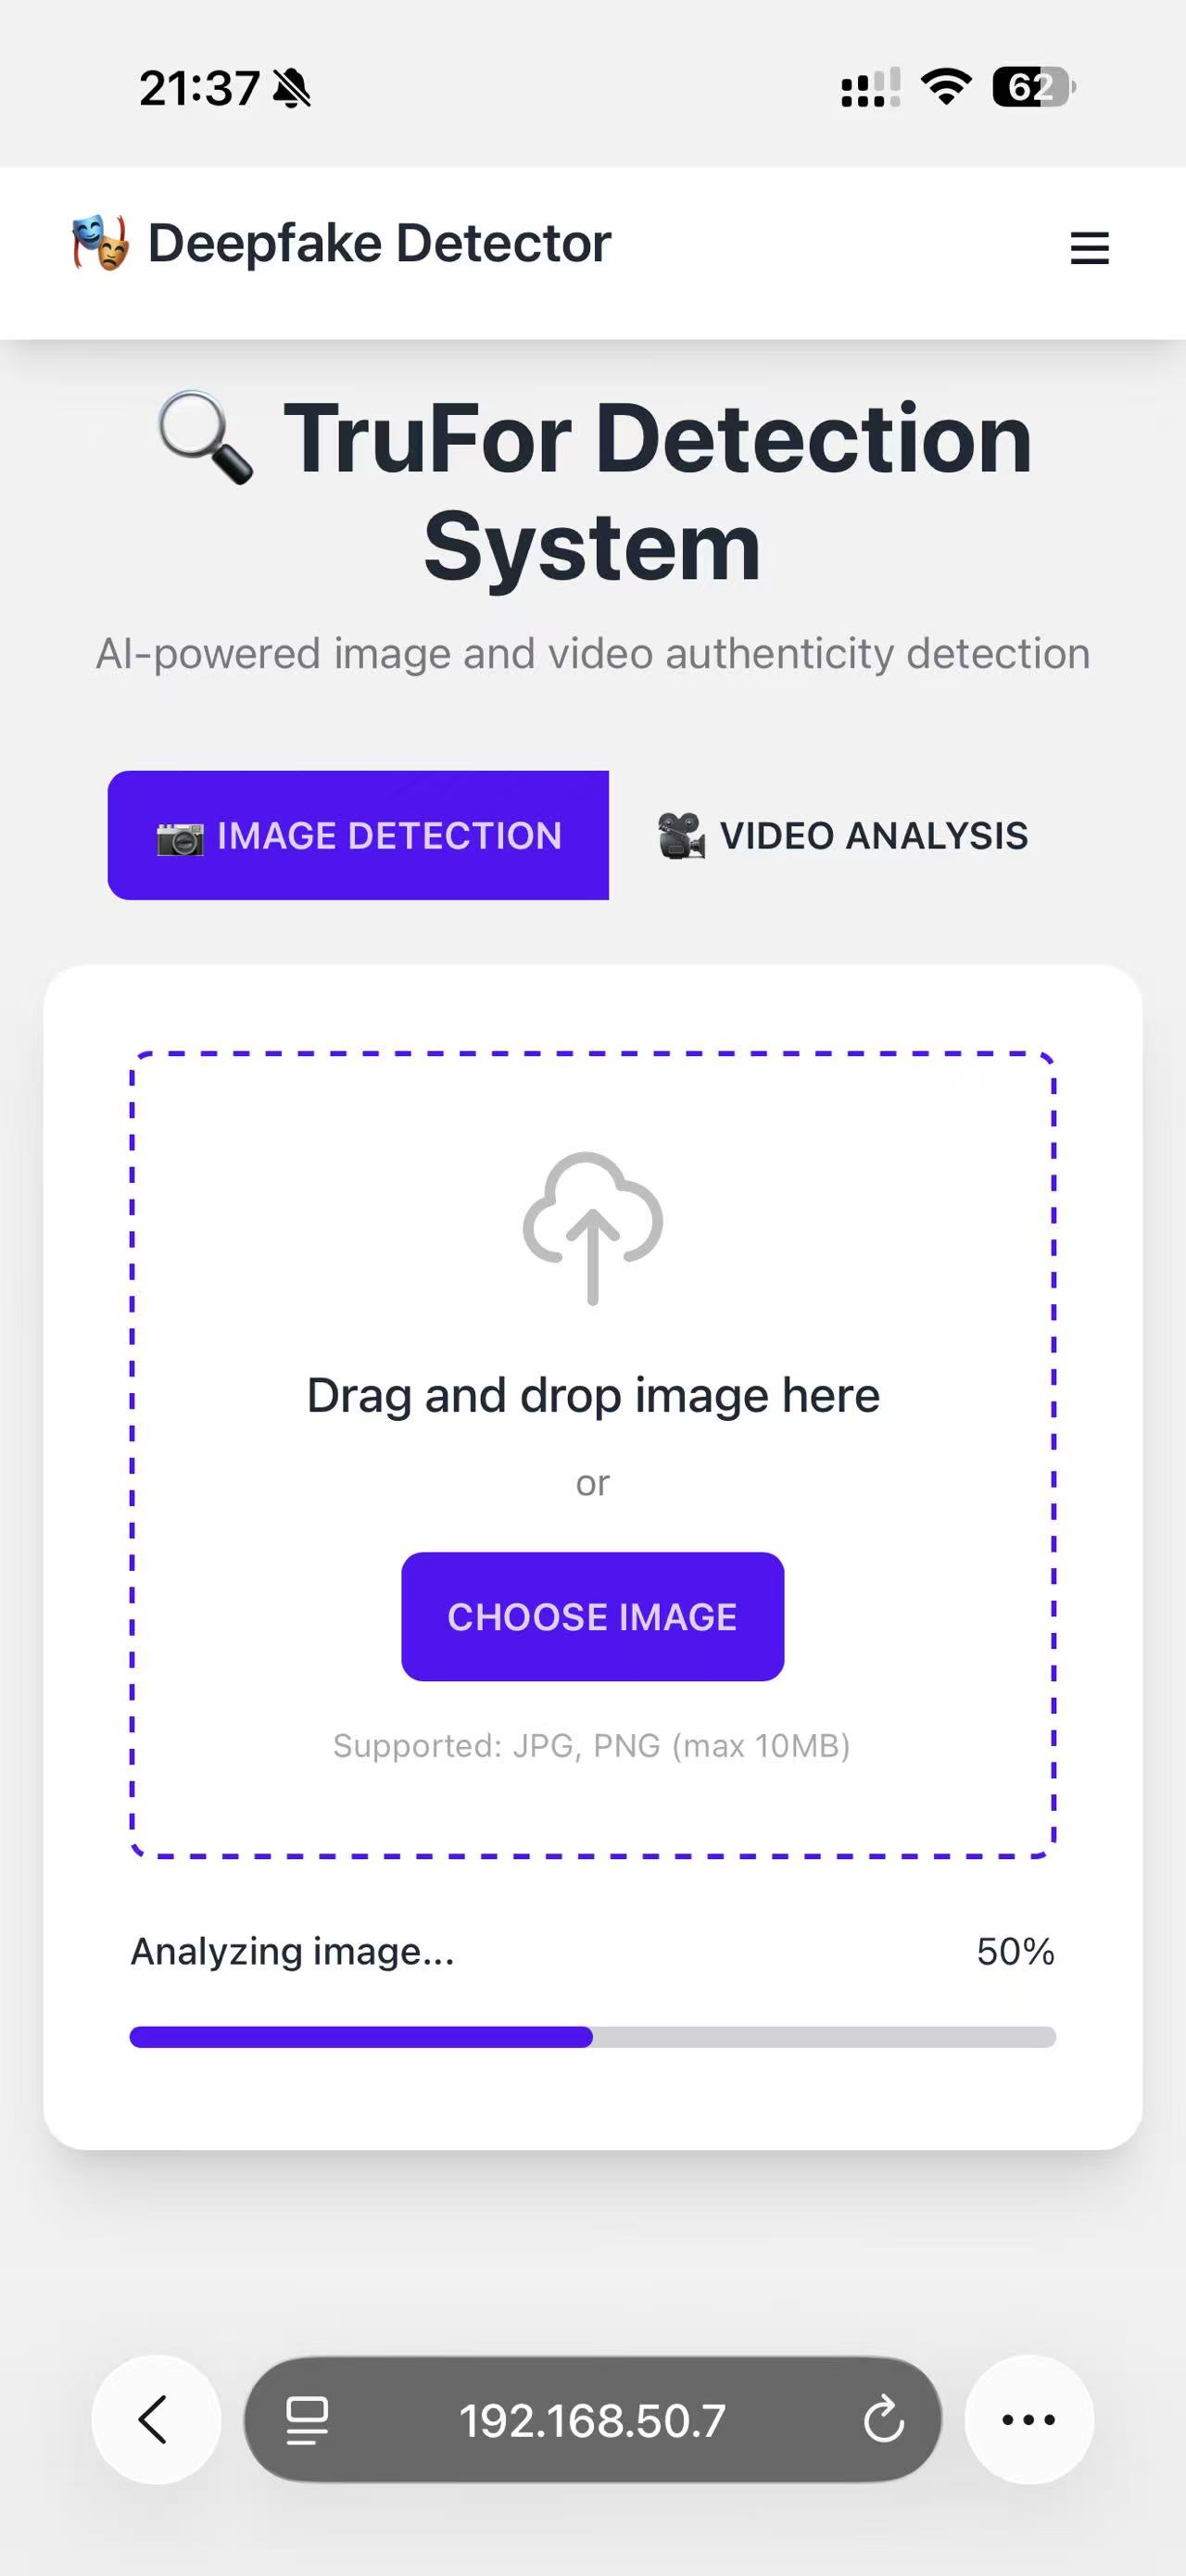 21:37
62
Deepfake Detector
TruFor Detection
System
AI-powered image and video authenticity detection
IMAGE DETECTION
VIDEO ANALYSIS
Drag and drop image here
or
CHOOSE IMAGE
Supported: JPG, PNG (max 10MB)
Analyzing image... 50%
192.168.50.7